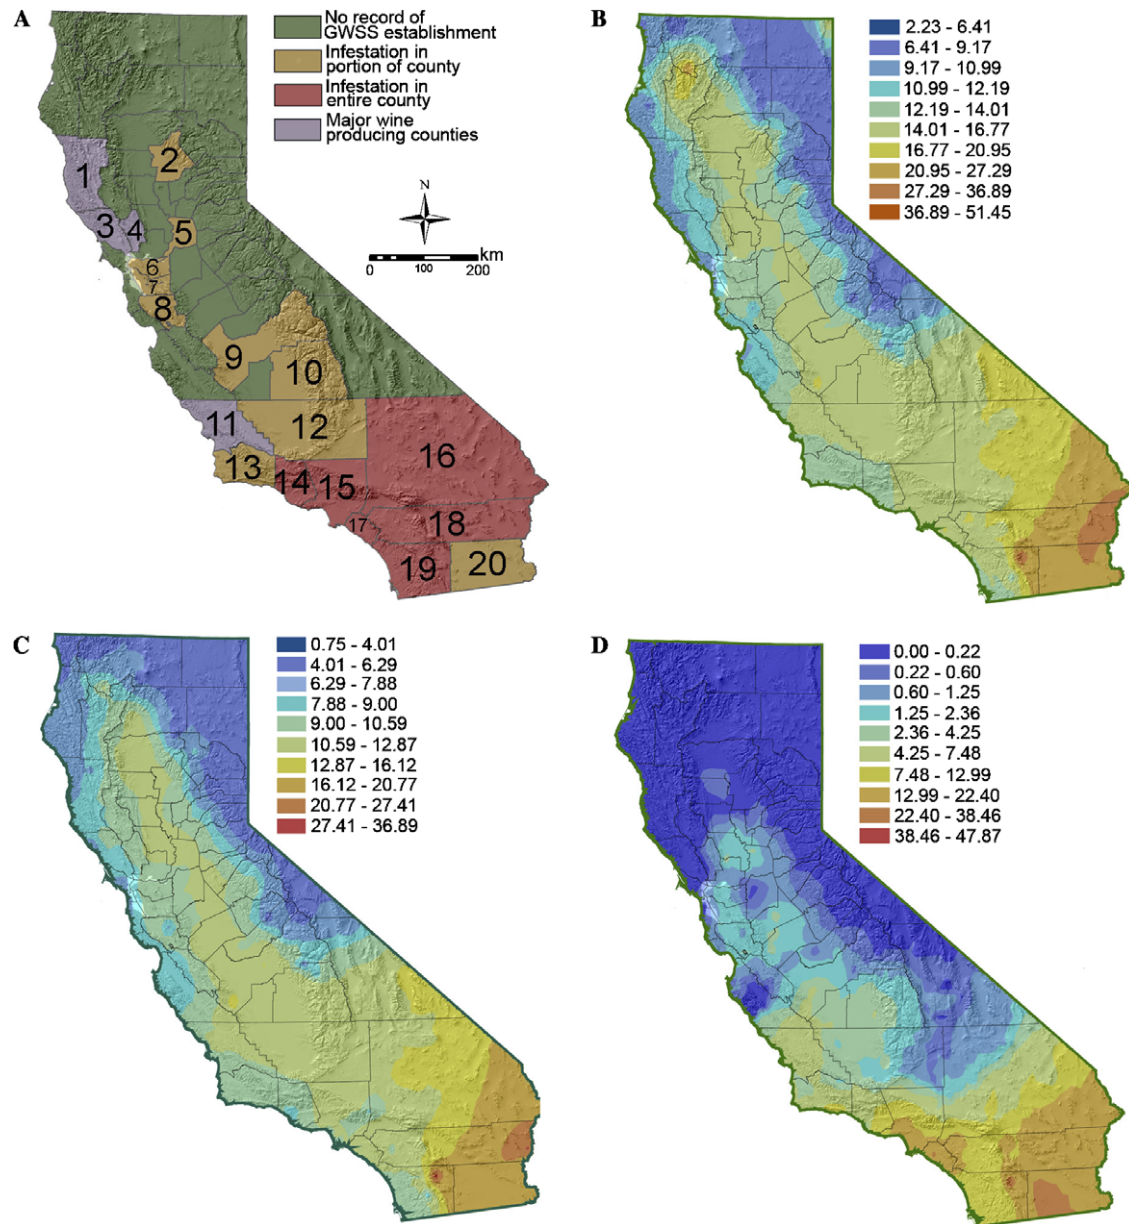 A
No record of
GWSS establishment
Infestation in
portion of county
Infestation in
entire county
Major wine
producing counties
N
km
0 100 200
1
2
3
4
5
6
7
8
9
10
11
12
13
14
15
16
17
18
19
20
B
2.23 - 6.41
6.41 - 9.17
9.17 - 10.99
10.99 - 12.19
12.19 - 14.01
14.01 - 16.77
16.77 - 20.95
20.95 - 27.29
27.29 - 36.89
36.89 - 51.45
C
0.75 - 4.01
4.01 - 6.29
6.29 - 7.88
7.88 - 9.00
9.00 - 10.59
10.59 - 12.87
12.87 - 16.12
16.12 - 20.77
20.77 - 27.41
27.41 - 36.89
D
0.00 - 0.22
0.22 - 0.60
0.60 - 1.25
1.25 - 2.36
2.36 - 4.25
4.25 - 7.48
7.48 - 12.99
12.99 - 22.40
22.40 - 38.46
38.46 - 47.87